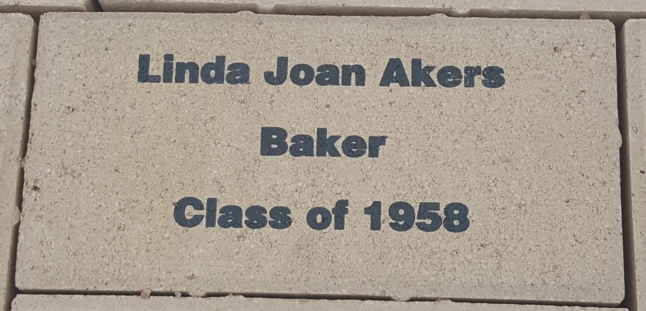 Linda Joan Akers
Baker
Class of 1958